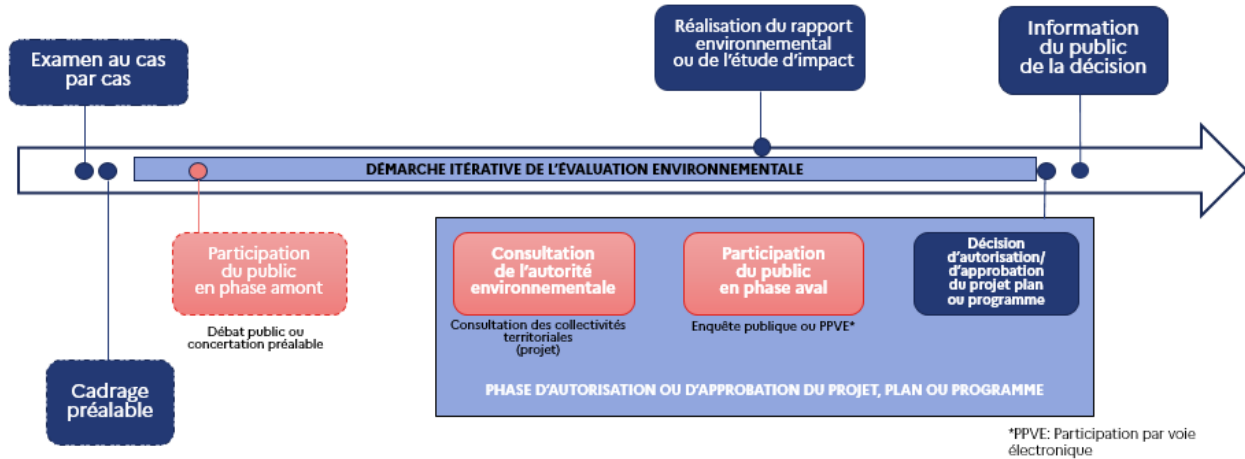 Examen au cas
par cas
Réalisation du rapport
environnemental
ou de l'étude d'impact
Information
du public
de la décision
DÉMARCHE ITÉRATIVE DE L'ÉVALUATION ENVIRONNEMENTALE
Participation
du public
en phase amont
Débat public ou
concertation préalable
Cadrage
préalable
Consultation
de l'autorité
environnementale
Consultation des collectivités
territoriales
(projet)
Participation
du public
en phase aval
Enquête publique ou PPVE*
Décision
d'autorisation/
d'approbation
du projet plan
ou programme
PHASE D'AUTORISATION OU D'APPROBATION DU PROJET, PLAN OU PROGRAMME
*PPVE: Participation par voie
électronique